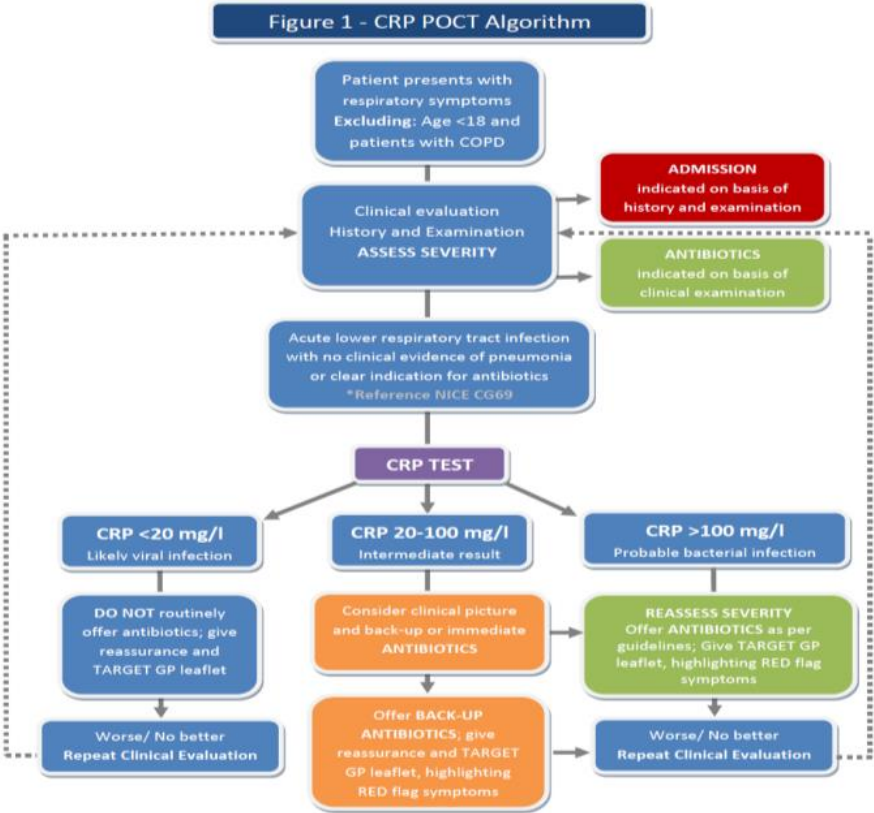 Figure 1 - CRP POCT Algorithm
Patient presents with
respiratory symptoms
Excluding: Age <18 and
patients with COPD
ADMISSION
indicated on basis of
history and examination
Clinical evaluation
History and Examination
ASSESS SEVERITY
ANTIBIOTICS
indicated on basis of
clinical examination
Acute lower respiratory tract infection
with no clinical evidence of pneumonia
or clear indication for antibiotics
*Reference NICE CG69
CRP TEST
CRP <20 mg/l
Likely viral infection
CRP 20-100 mg/l
Intermediate result
CRP >100 mg/l
Probable bacterial infection
DO NOT routinely
offer antibiotics; give
reassurance and
TARGET GP leaflet
Consider clinical picture
and back-up or immediate
ANTIBIOTICS
REASSESS SEVERITY
Offer ANTIBIOTICS as per
guidelines; Give TARGET GP
leaflet, highlighting RED flag
symptoms
Worse/ No better
Repeat Clinical Evaluation
Offer BACK-UP
ANTIBIOTICS; give
reassurance and TARGET
GP leaflet, highlighting
RED flag symptoms
Worse/ No better
Repeat Clinical Evaluation